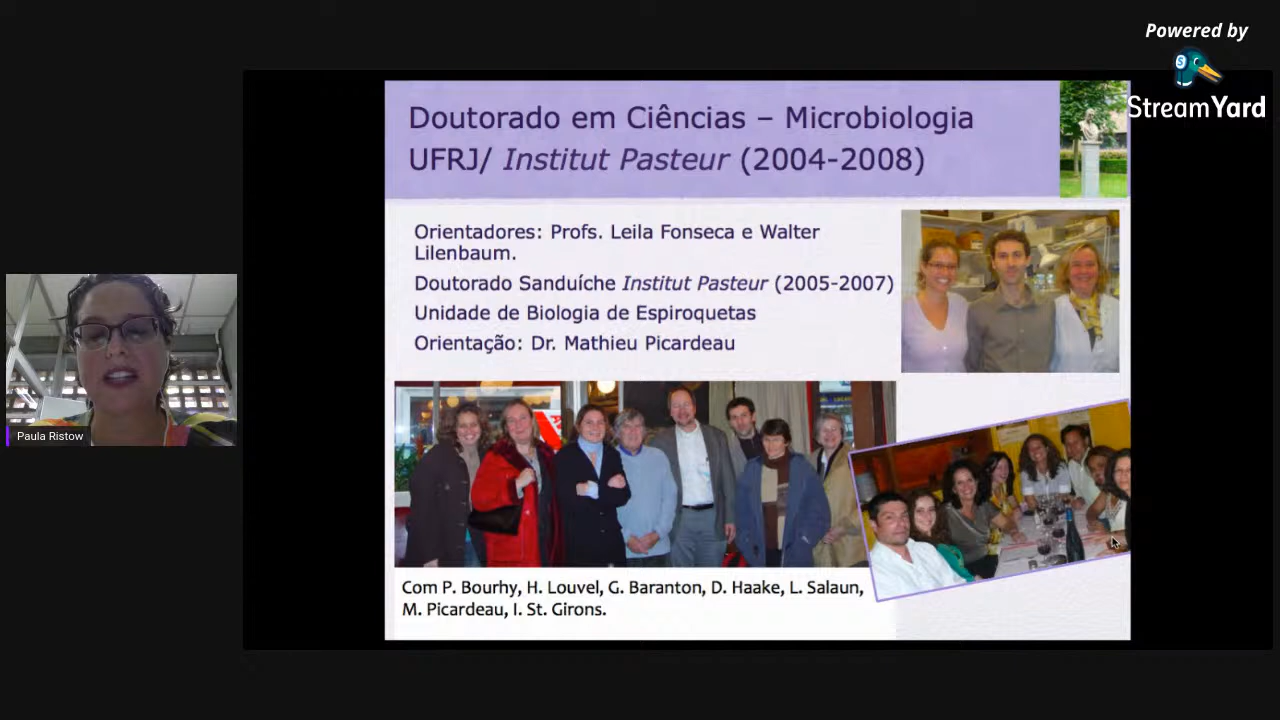 Powered by
StreamYard
Doutorado em Ciências – Microbiologia
UFRJ/ Institut Pasteur (2004-2008)
Orientadores: Profs. Leila Fonseca e Walter
Lilenbaum.
Doutorado Sanduíche Institut Pasteur (2005-2007)
Unidade de Biologia de Espiroquetas
Orientação: Dr. Mathieu Picardeau
Paula Ristow
Com P. Bourhy, H. Louvel, G. Baranton, D. Haake, L. Salaun,
M. Picardeau, I. St. Girons.